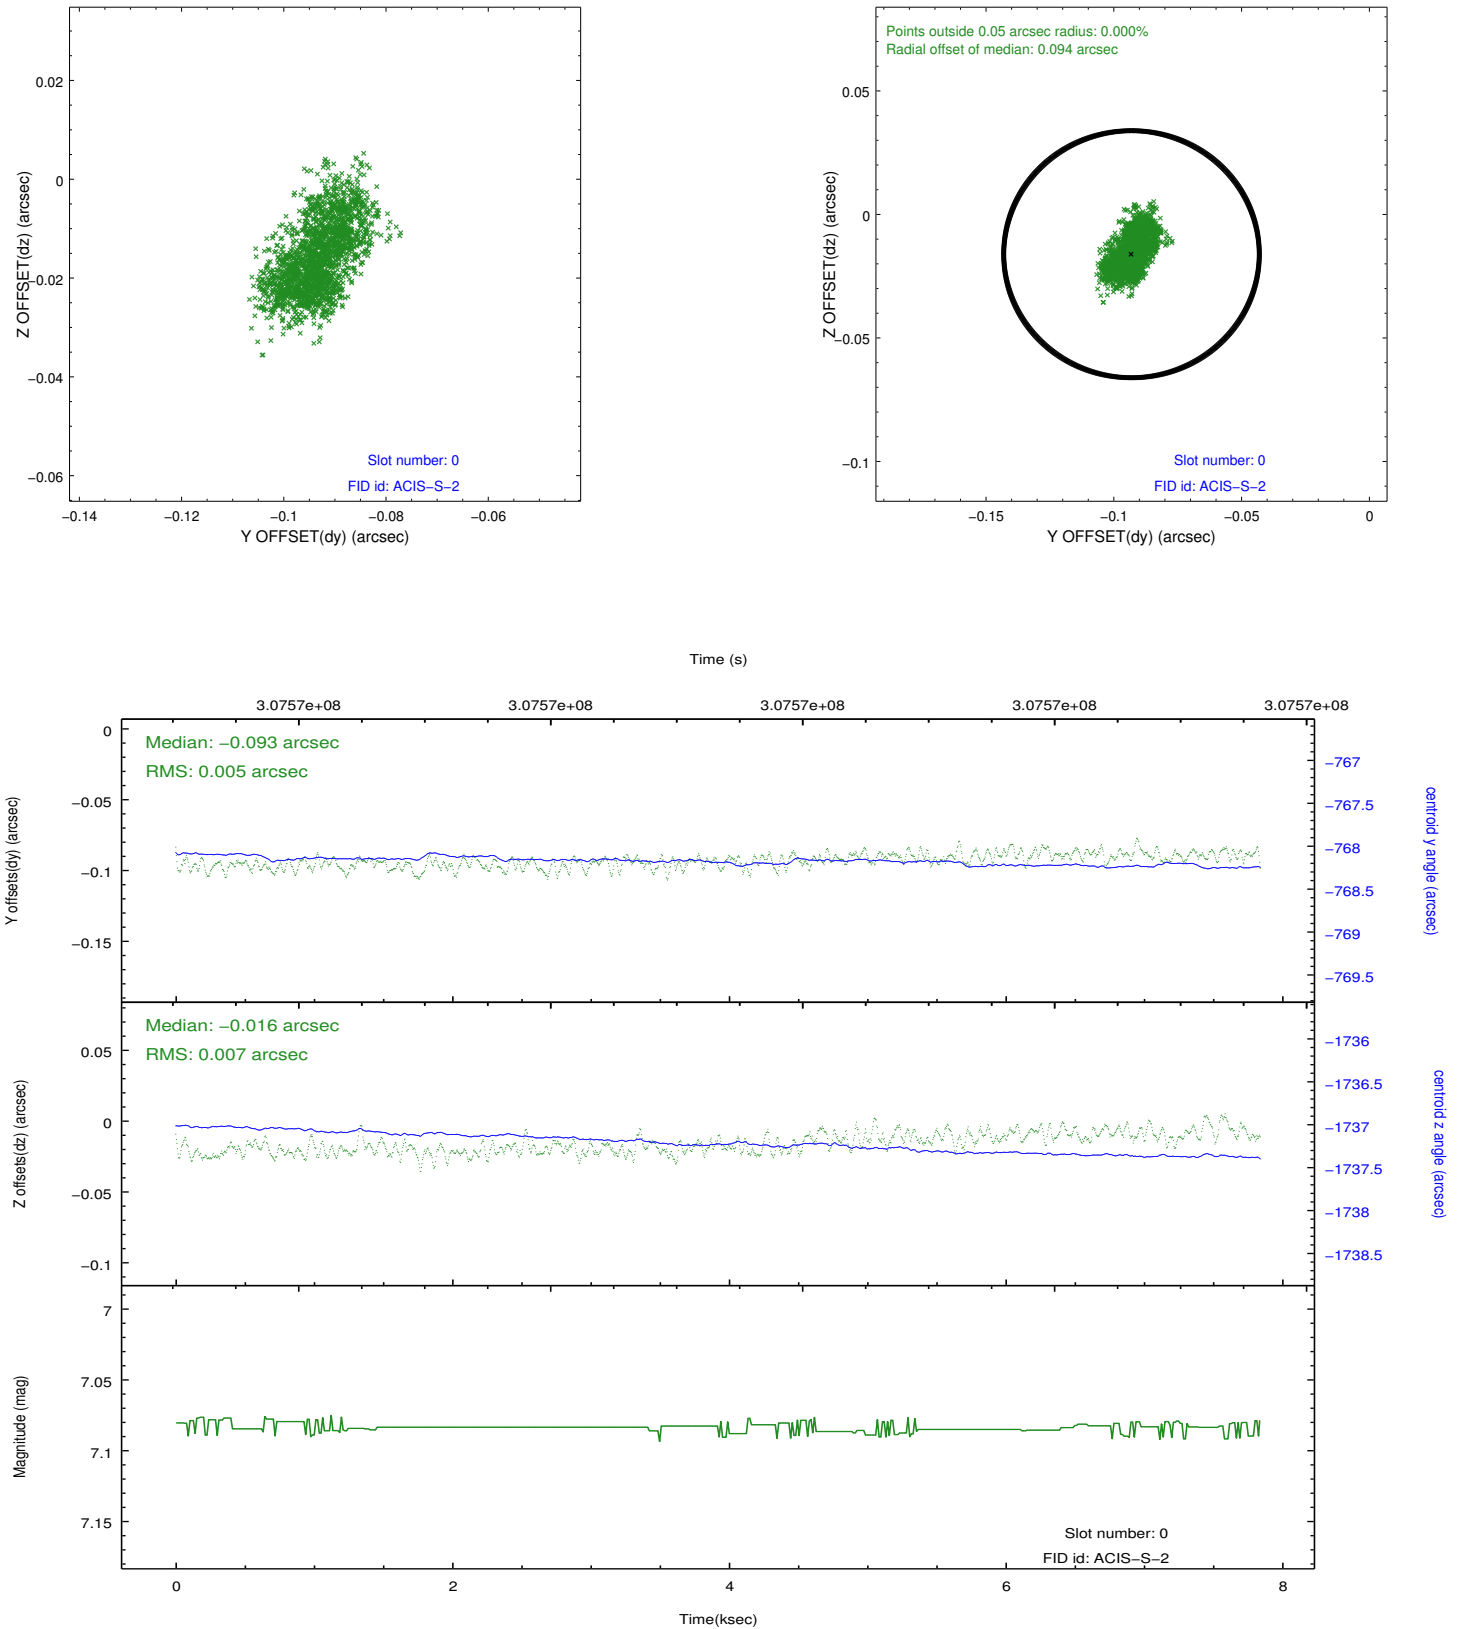 0.02
0
−0.02
−0.04
−0.06
Z OFFSET(dz) (arcsec)
Slot number: 0
FID id: ACIS−S−2
−0.14
−0.12
−0.1
−0.08
−0.06
Y OFFSET(dy) (arcsec)
Points outside 0.05 arcsec radius: 0.000%
Radial offset of median: 0.094 arcsec
0.05
0
−0.05
−0.1
Z OFFSET(dz) (arcsec)
Slot number: 0
FID id: ACIS−S−2
−0.15
−0.1
−0.05
0
Y OFFSET(dy) (arcsec)
Time (s)
3.0757e+08
3.0757e+08
3.0757e+08
3.0757e+08
3.0757e+08
Median: −0.093 arcsec
RMS: 0.005 arcsec
0
−0.05
−0.1
−0.15
Y offsets(dy) (arcsec)
−767
−767.5
−768
−768.5
−769
−769.5
centroid y angle (arcsec)
Median: −0.016 arcsec
RMS: 0.007 arcsec
0.05
0
−0.05
−0.1
Z offsets(dz) (arcsec)
−1736
−1736.5
−1737
−1737.5
−1738
−1738.5
centroid z angle (arcsec)
7
7.05
7.1
7.15
Magnitude (mag)
Slot number: 0
FID id: ACIS−S−2
0
2
4
6
8
Time(ksec)